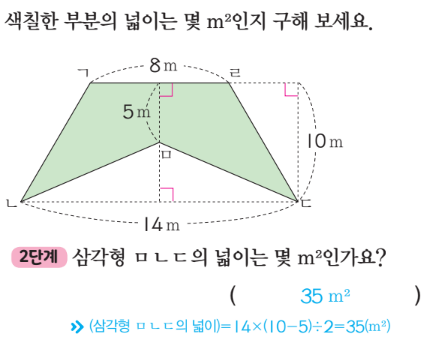 색칠한 부분의 넓이는 몇 m²인지 구해 보세요.
ㄱ 8 m ㄹ
5 m
ㅁ
10 m
ㄴ ㄷ
14 m
2단계 삼각형 ㅁㄴㄷ의 넓이는 몇 m²인가요?
( 35 m² )
≫ (삼각형 ㅁㄴㄷ의 넓이)=14×(10-5)÷2=35(m²)